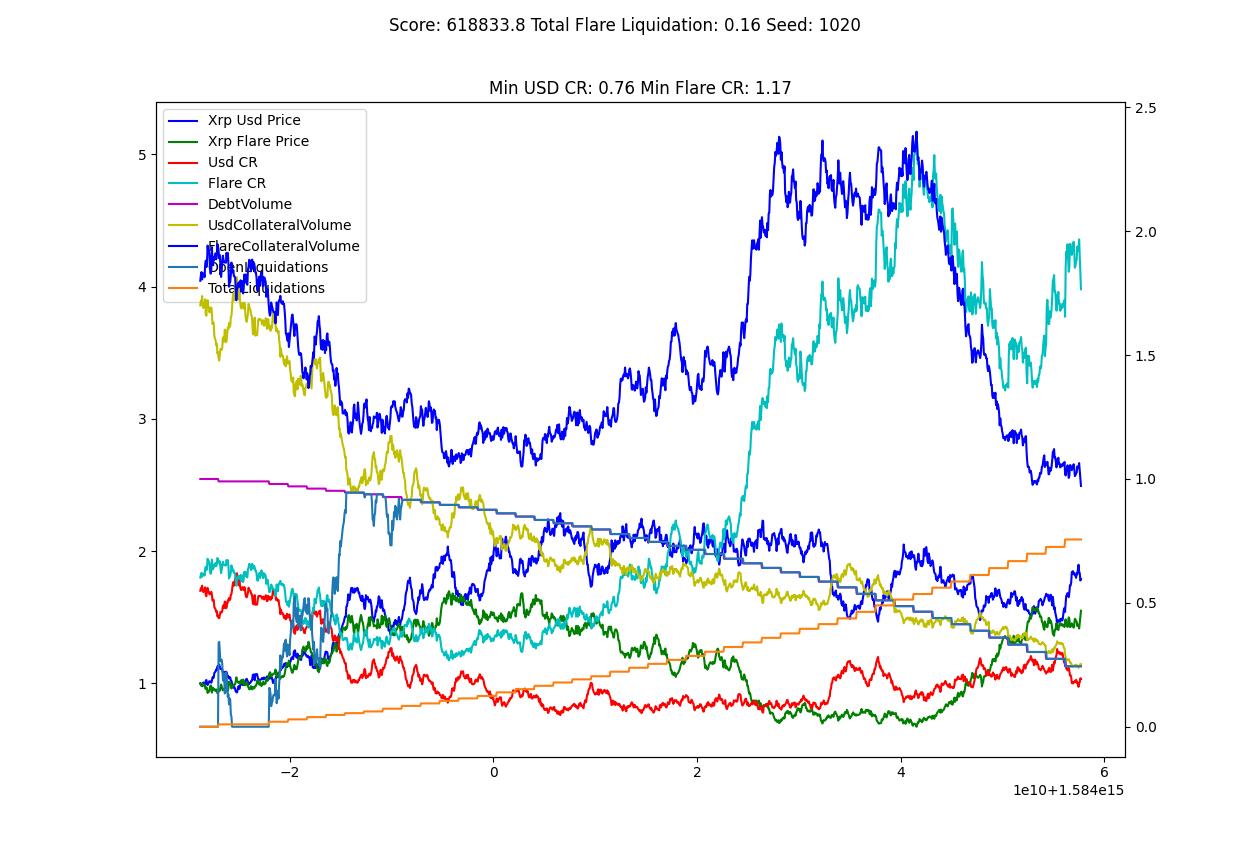 Score: 618833.8 Total Flare Liquidation: 0.16 Seed: 1020
Min USD CR: 0.76 Min Flare CR: 1.17
Xrp Usd Price
Xrp Flare Price
Usd CR
Flare CR
DebtVolume
UsdCollateralVolume
FlareCollateralVolume
OpenLiquidations
TotalLiquidations
5
4
3
2
1
2.5
2.0
1.5
1.0
0.5
0.0
−2
0
2
4
6
1e10+1.584e15